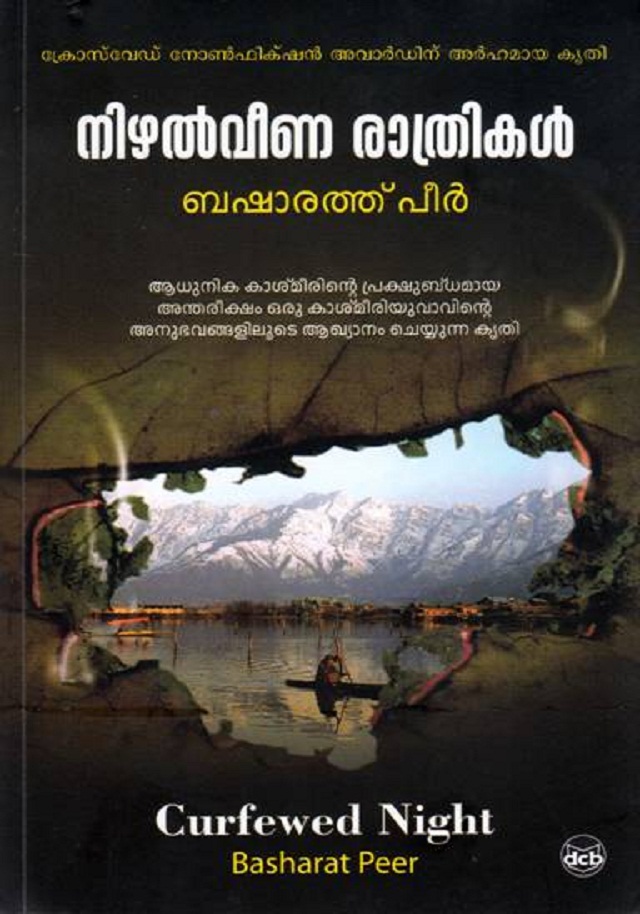 ക്രോസ്‌വേഡ് നോൺഫിക്ഷൻ അവാർഡിന് അർഹമായ കൃതി
നിഴൽവീണ രാത്രികൾ
ബഷാരത്ത് പീർ
ആധുനിക കാശ്മീരിന്റെ പ്രക്ഷുബ്ധമായ
അന്തരീക്ഷം ഒരു കാശ്മീരിയുവാവിന്റെ
അനുഭവങ്ങളിലൂടെ ആഖ്യാനം ചെയ്യുന്ന കൃതി
Curfewed Night
Basharat Peer
dcb